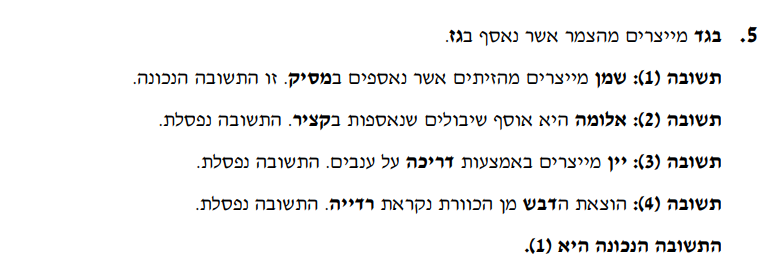 5. בגד מייצרים מהצמר אשר נאסף בגז.
תשובה (1): שמן מייצרים מהזיתים אשר נאספים במסיק. זו התשובה הנכונה.
תשובה (2): אלומה היא אוסף שיבולים שנאספות בקציר. התשובה נפסלת.
תשובה (3): יין מייצרים באמצעות דריכה על ענבים. התשובה נפסלת.
תשובה (4): הוצאת הדבש מן הכוורת נקראת רדייה. התשובה נפסלת.
התשובה הנכונה היא (1).